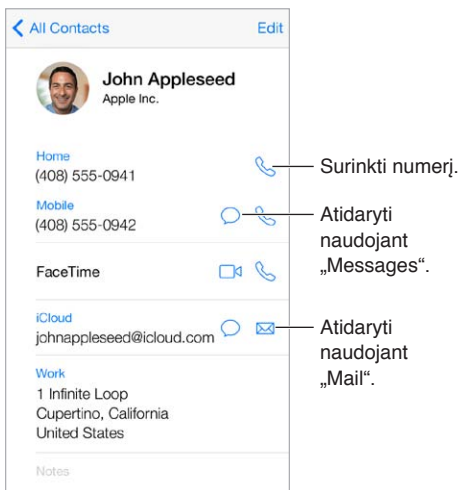 All Contacts Edit
John Appleseed
Apple Inc.
Home
(408) 555-0941
Surinkti numerį.
Mobile
(408) 555-0942
Atidaryti
naudojant
„Messages“.
FaceTime
iCloud
johnappleseed@icloud.com
Atidaryti
naudojant
„Mail“.
Work
1 Infinite Loop
Cupertino, California
United States
Notes